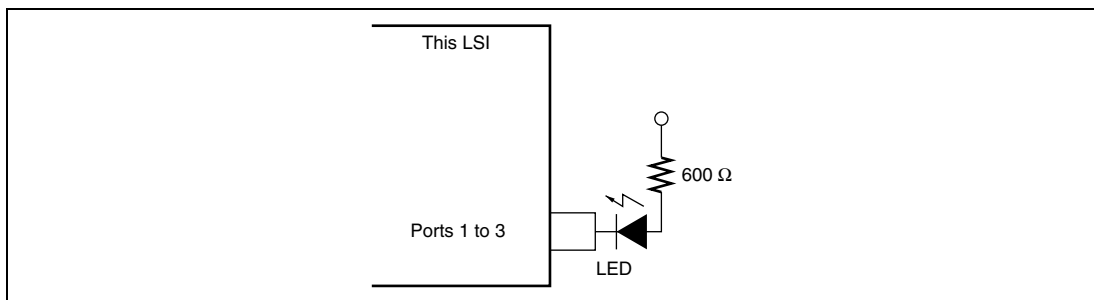 This LSI
600 Ω
Ports 1 to 3
LED